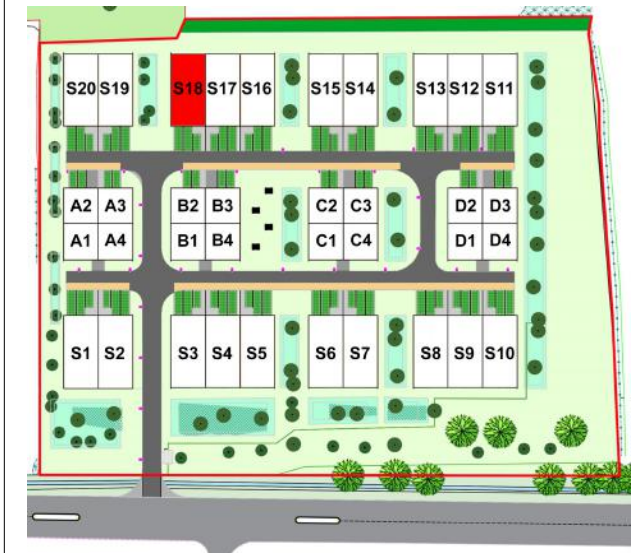 S20 S19 S18 S17 S16 S15 S14 S13 S12 S11
A2 A3 B2 B3 C2 C3 D2 D3
A1 A4 B1 B4 C1 C4 D1 D4
S1 S2 S3 S4 S5 S6 S7 S8 S9 S10